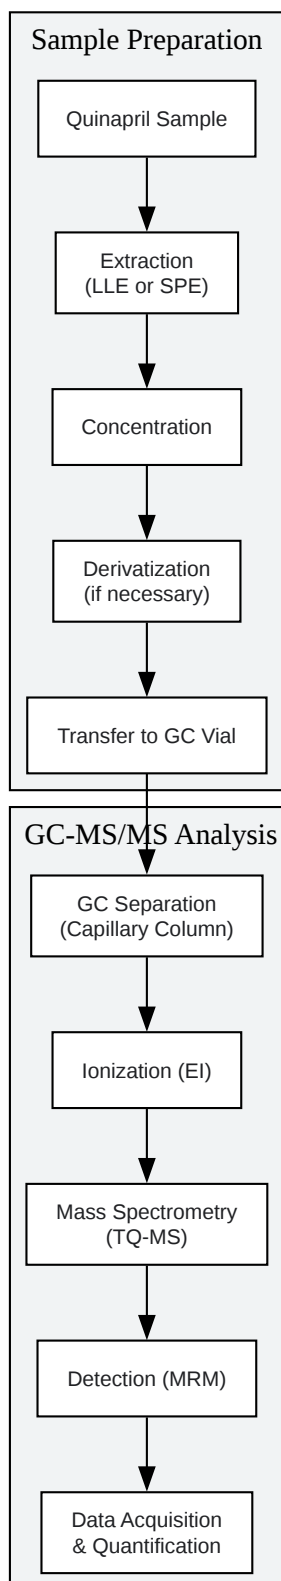 Sample Preparation
Quinapril Sample
Extraction
(LLE or SPE)
Concentration
Derivatization
(if necessary)
Transfer to GC Vial
GC-MS/MS Analysis
GC Separation
(Capillary Column)
Ionization (EI)
Mass Spectrometry
(TQ-MS)
Detection (MRM)
Data Acquisition
& Quantification